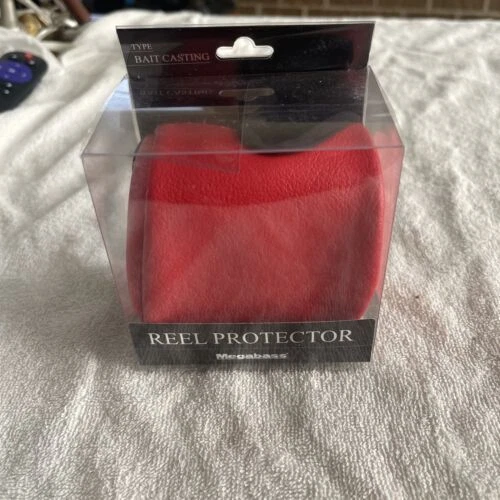 TYPE
BAIT CASTING
REEL PROTECTOR
Megabass